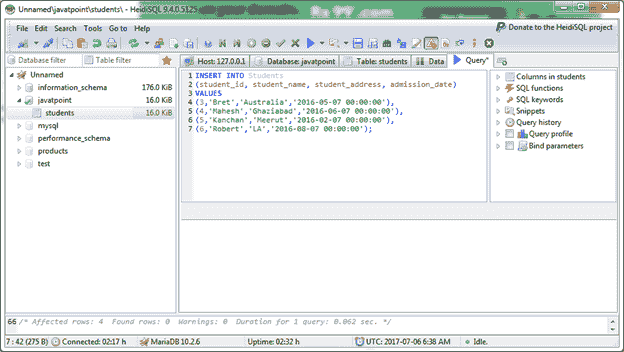 Unnamed\javatpoint\students\ - HeidiSQL 9.4.0.5125
File Edit Search Tools Go to Help
Donate to the HeidiSQL project
Database filter Table filter
Host: 127.0.0.1 Database: javatpoint Table: students Data Query*
Unnamed
information_schema 176.0 KiB
javatpoint 16.0 KiB
students 16.0 KiB
mysql
performance_schema
products
test
1 INSERT INTO Students
2 (student_id, student_name, student_address, admission_date)
3 VALUES
4 (3,'Bret','Australia','2016-05-07 00:00:00'),
5 (4,'Mahesh','Ghaziabad','2016-06-07 00:00:00'),
6 (5,'Kanchan','Meerut','2016-02-07 00:00:00'),
7 (6,'Robert','LA','2016-08-07 00:00:00');
Columns in students
SQL functions
SQL keywords
Snippets
Query history
Query profile
Bind parameters
66 /* Affected rows: 4 Found rows: 0 Warnings: 0 Duration for 1 query: 0.062 sec. */
7 : 42 (275 B) Connected: 02:17 h MariaDB 10.2.6 Uptime: 02:32 h UTC: 2017-07-06 6:38 AM Idle.